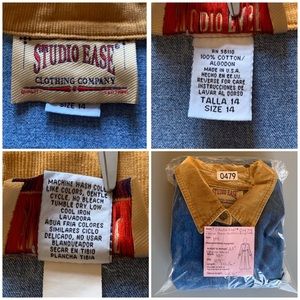 STUDIO EASE
CLOTHING COMPANY
SIZE 14
STUDIO EASE
RN 58110
100% COTTON/
ALGODON
MADE IN U.S.A.
HECHO EN EE.UU.
REVERSE FOR CARE
INSTRUCCIONES DE
LAVAR AL DORSO
TALLA 14
SIZE 14
MACHINE WASH COLD
LIKE COLORS, GENTLE
CYCLE, NO BLEACH
TUMBLE DRY LOW
COOL IRON
LAVADORA
AGUA FRIA COLORES
SIMILARES CICLO
DELICADO, NO USAR
BLANQUEADOR
SECAR EN TIBIO
PLANCHA TIBIA
0479
STUDIO EASE